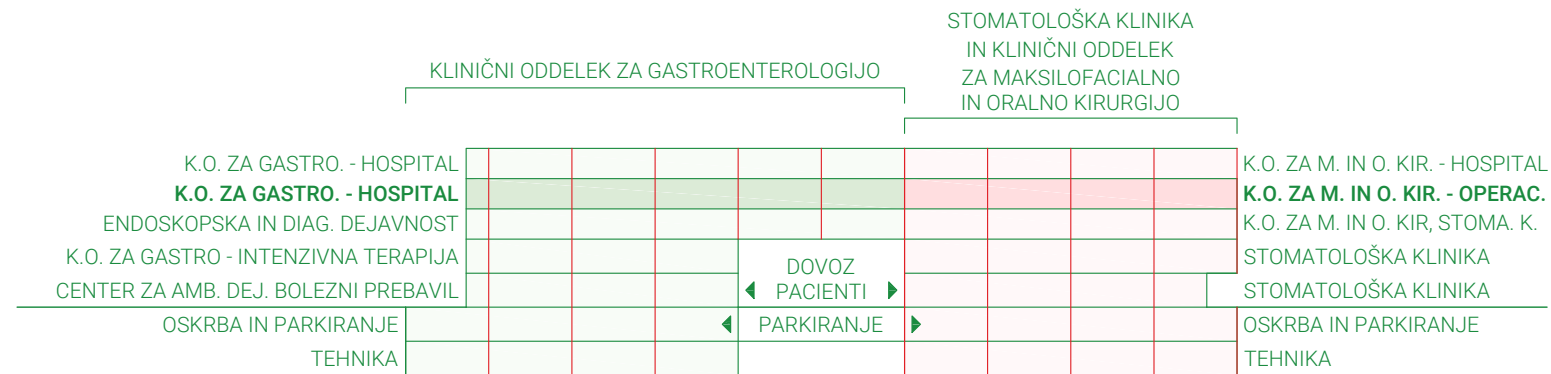 STOMATOLOŠKA KLINIKA
IN KLINIČNI ODDELEK
ZA MAKSILOFACIALNO
IN ORALNO KIRURGIJO
KLINIČNI ODDELEK ZA GASTROENTEROLOGIJO
K.O. ZA GASTRO. - HOSPITAL
K.O. ZA M. IN O. KIR. - HOSPITAL
K.O. ZA GASTRO. - HOSPITAL
K.O. ZA M. IN O. KIR. - OPERAC.
ENDOSKOPSKA IN DIAG. DEJAVNOST
K.O. ZA M. IN O. KIR, STOMA. K.
K.O. ZA GASTRO - INTENZIVNA TERAPIJA
STOMATOLOŠKA KLINIKA
DOVOZ
PACIENTI
CENTER ZA AMB. DEJ. BOLEZNI PREBAVIL
STOMATOLOŠKA KLINIKA
OSKRBA IN PARKIRANJE
PARKIRANJE
OSKRBA IN PARKIRANJE
TEHNIKA
TEHNIKA